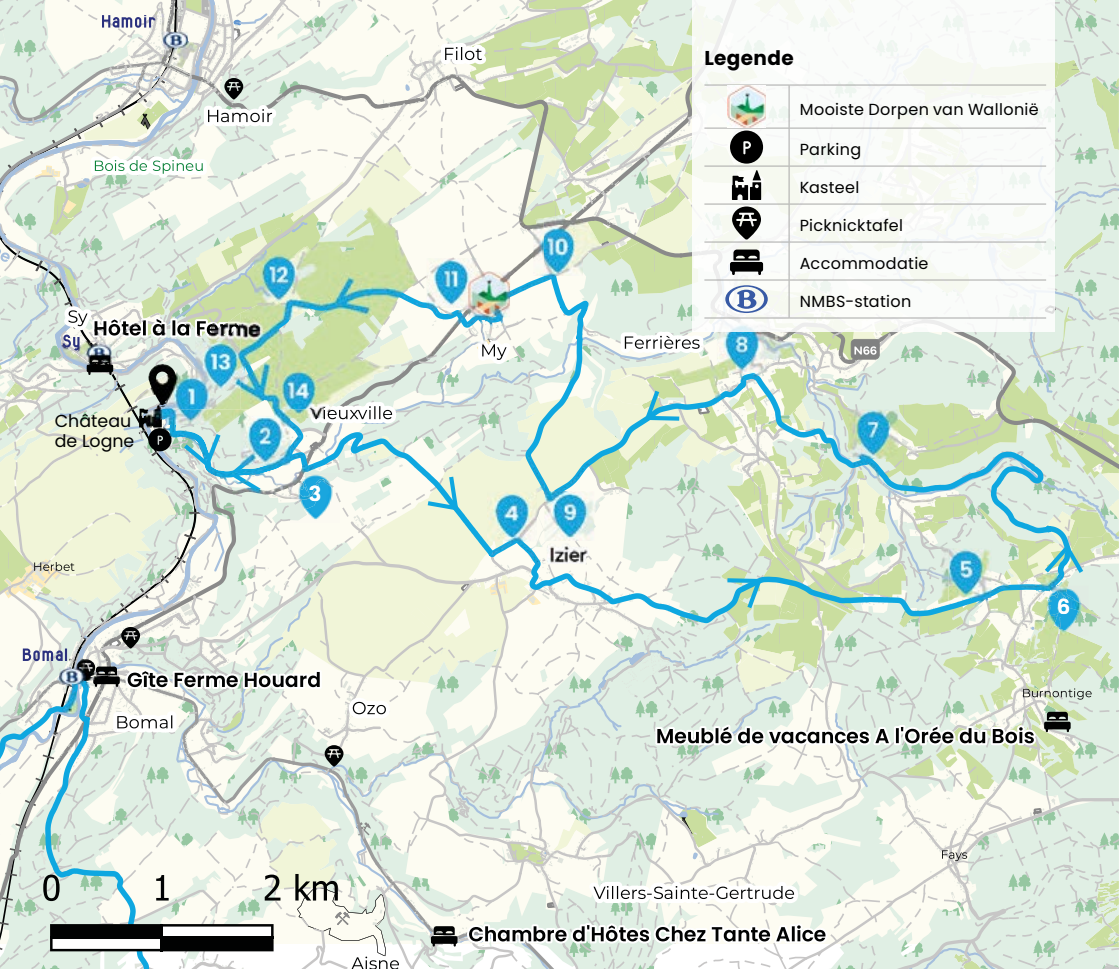 Hamoir
B
Filot
Legende
Mooiste Dorpen van Wallonië
P
Parking
Kasteel
Picknicktafel
Accommodatie
B
NMBS-station
Hamoir
Bois de Spineu
10
12
11
Sy
Hôtel à la Ferme
Sy
My
Ferrières
8
N66
13
1
14
Vieuxville
Château
de Logne
P
2
7
3
4
9
Izier
Herbet
5
6
Bomal
B
Gîte Ferme Houard
Burnontige
Ozo
Bomal
Meublé de vacances A l'Orée du Bois
Fays
0 1 2 km
Villers-Sainte-Gertrude
Chambre d'Hôtes Chez Tante Alice
Aisne